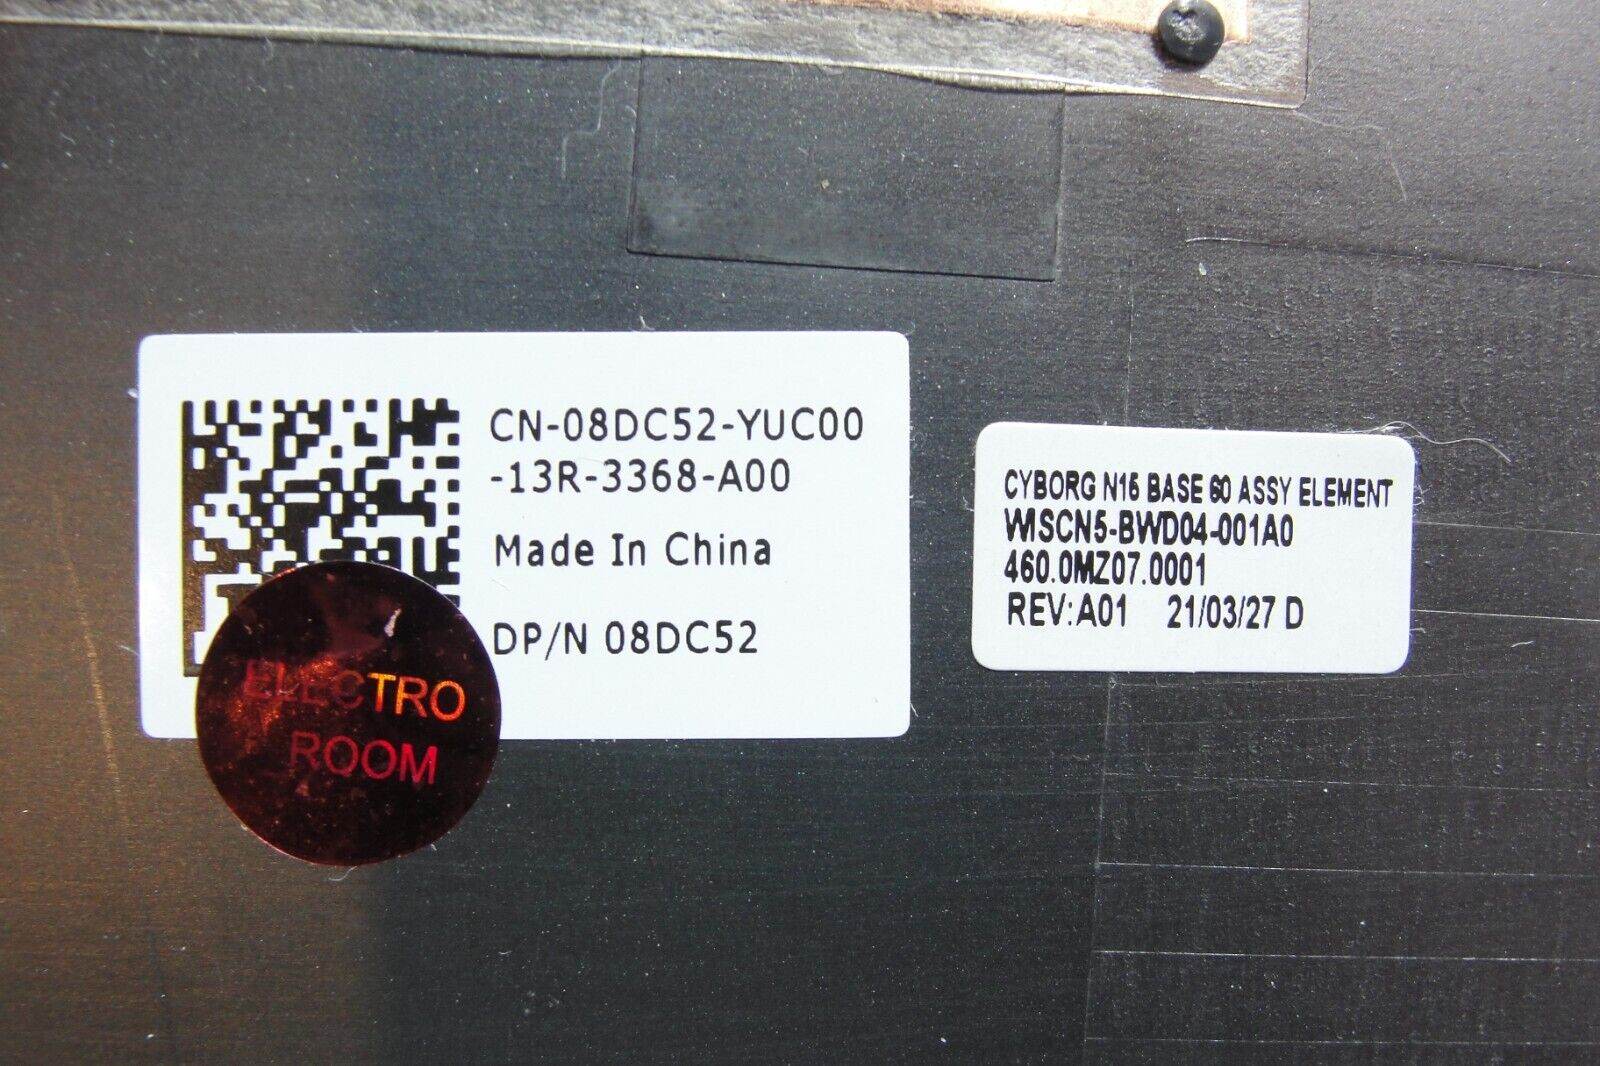 CN-08DC52-YUC00
-13R-3368-A00
Made In China
DP/N 08DC52
ELECTRO
ROOM
CYBORG N15 BASE 60 ASSY ELEMENT
WISCN5-BWD04-001A0
460.0MZ07.0001
REV:A01 21/03/27 D